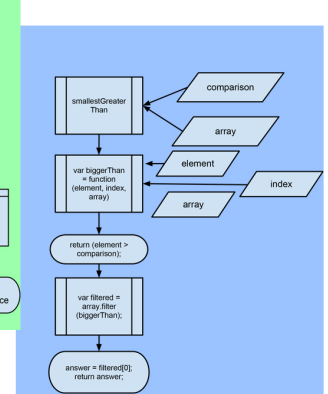 smallestGreater
Than
comparison
array
element
var biggerThan
= function
(element, index,
array)
index
array
return (element >
comparison);
var filtered =
array.filter
(biggerThan);
ce
answer = filtered[0];
return answer;